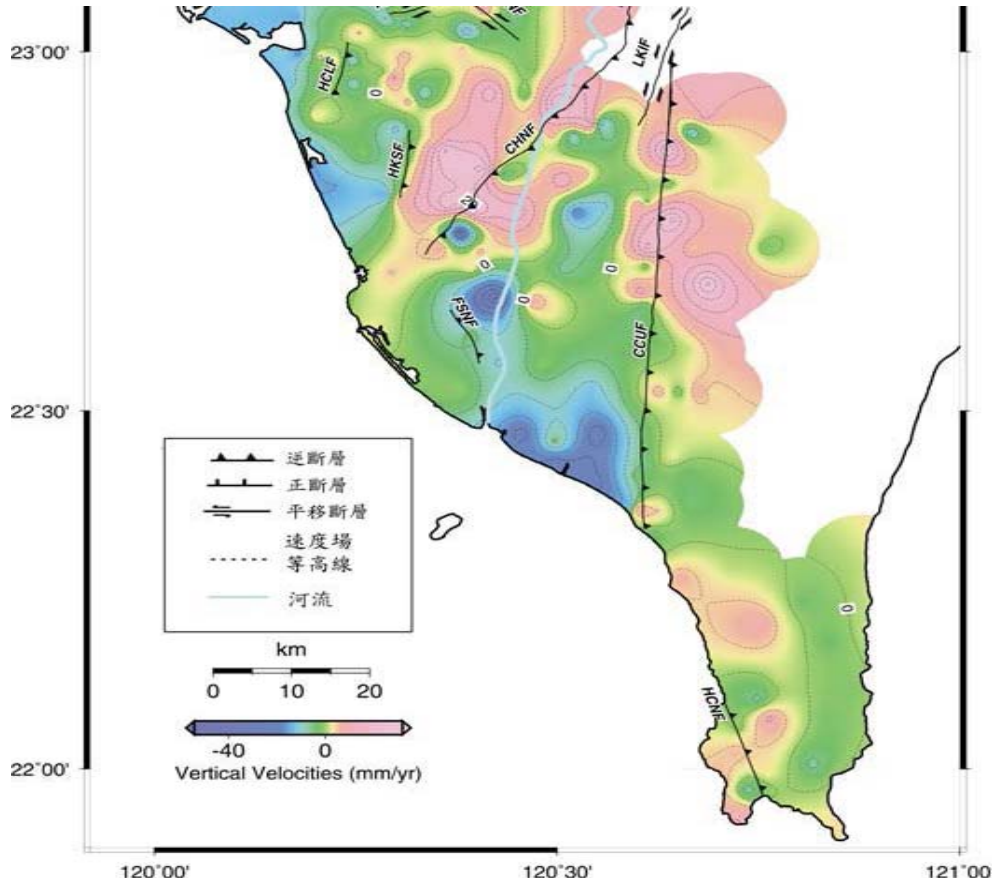 23°00'
HCLF
0
LKIF
HKSF
CHNF
20
0
0
0
FSNF
CCUF
22°30'
逆斷層
正斷層
平移斷層
速度場
等高線
河流
km
0 10 20
-40 0
Vertical Velocities (mm/yr)
0
HCNF
22°00'
120°00' 120°30' 121°00'